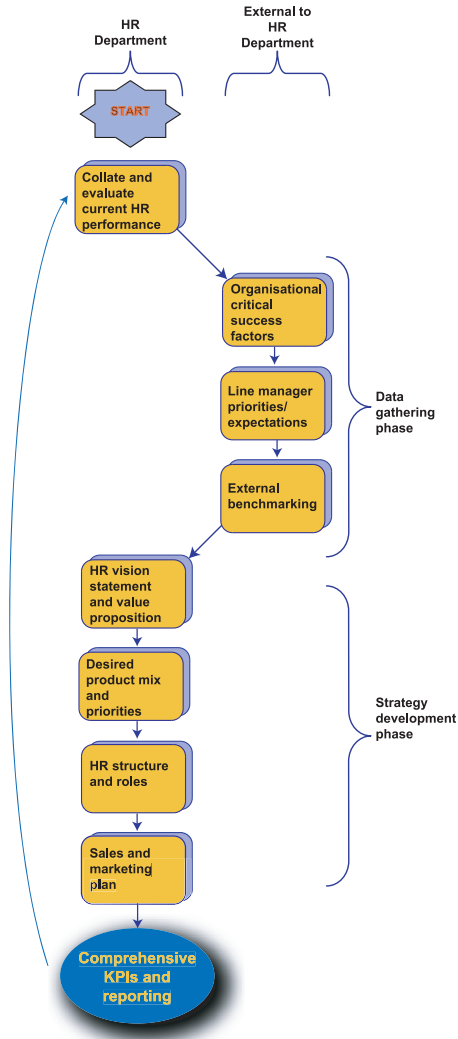 HR
Department
External to
HR
Department
START
Collate and
evaluate
current HR
performance
Organisational
critical
success
factors
Line manager
priorities/
expectations
Data
gathering
phase
External
benchmarking
HR vision
statement
and value
proposition
Desired
product mix
and
priorities
Strategy
development
phase
HR structure
and roles
Sales and
marketing
plan
Comprehensive
KPIs and
reporting